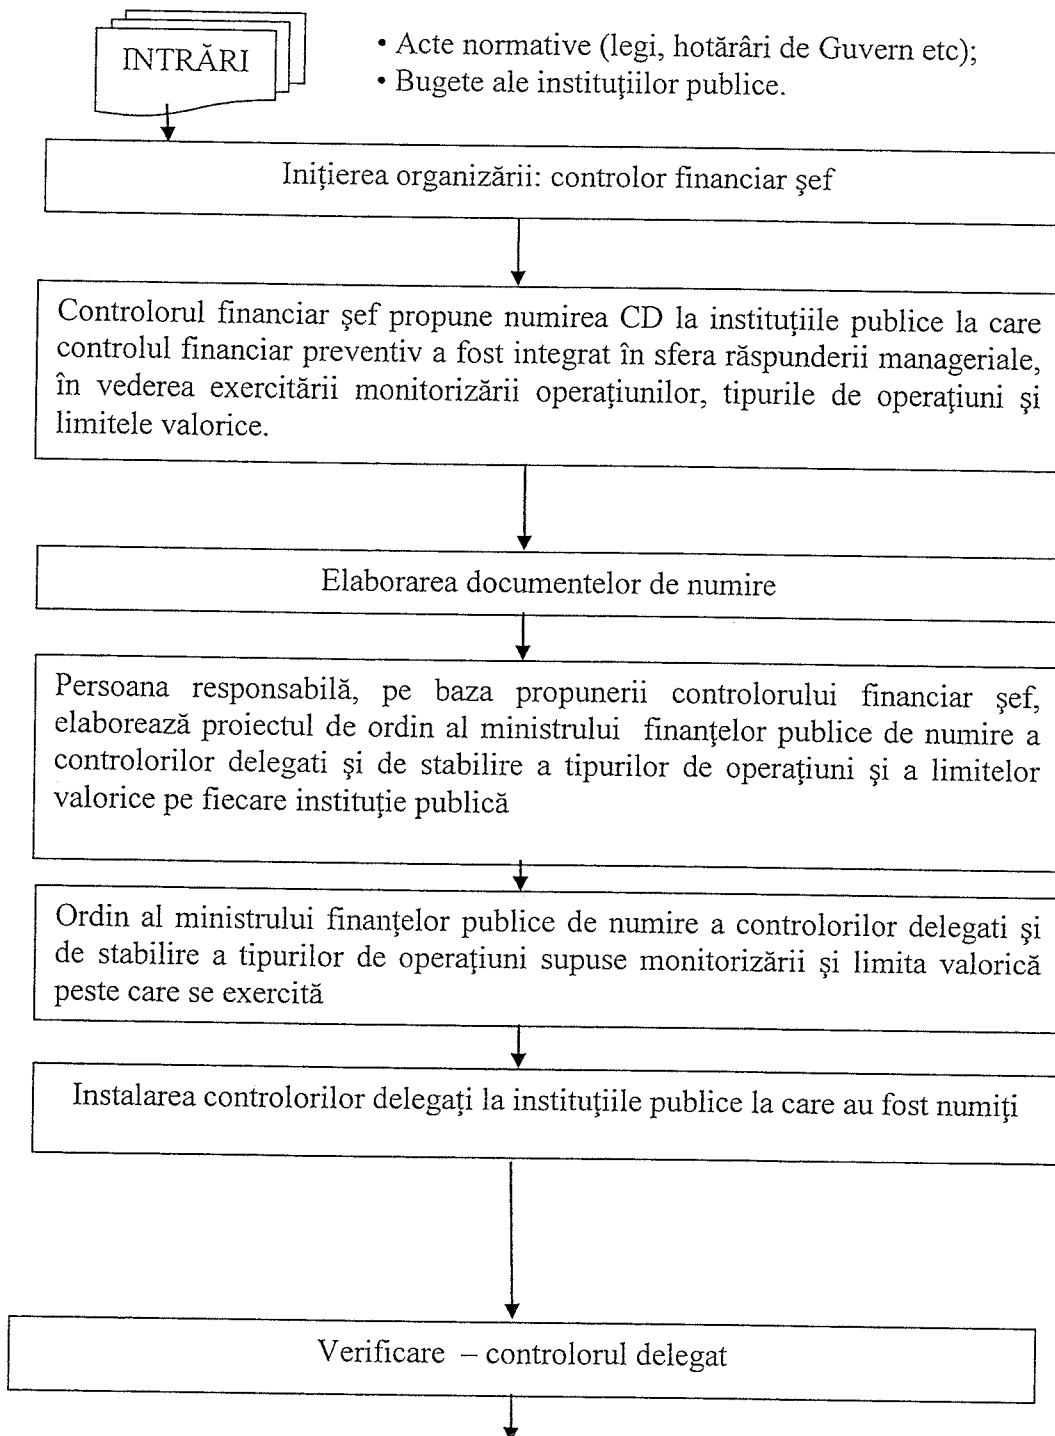 INTRĂRI
• Acte normative (legi, hotărâri de Guvern etc);
• Bugete ale instituţiilor publice.
Iniţierea organizării: controlor financiar şef
Controlorul financiar şef propune numirea CD la instituţiile publice la care
controlul financiar preventiv a fost integrat în sfera răspunderii manageriale,
în vederea exercitării monitorizării operaţiunilor, tipurile de operaţiuni şi
limitele valorice.
Elaborarea documentelor de numire
Persoana responsabilă, pe baza propunerii controlorului financiar şef,
elaborează proiectul de ordin al ministrului finanţelor publice de numire a
controlorilor delegati şi de stabilire a tipurilor de operaţiuni şi a limitelor
valorice pe fiecare instituţie publică
Ordin al ministrului finanţelor publice de numire a controlorilor delegati şi
de stabilire a tipurilor de operaţiuni supuse monitorizării şi limita valorică
peste care se exercită
Instalarea controlorilor delegaţi la instituţiile publice la care au fost numiţi
Verificare – controlorul delegat